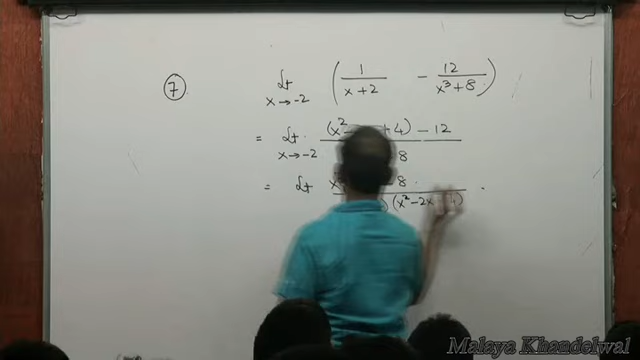 7
lt x→-2 ( 1/(x+2) - 12/(x³+8) )
= lt x→-2 (x² +4) - 12 / 8
= lt x 8 / (x²-2x
Malaya Khandelwal